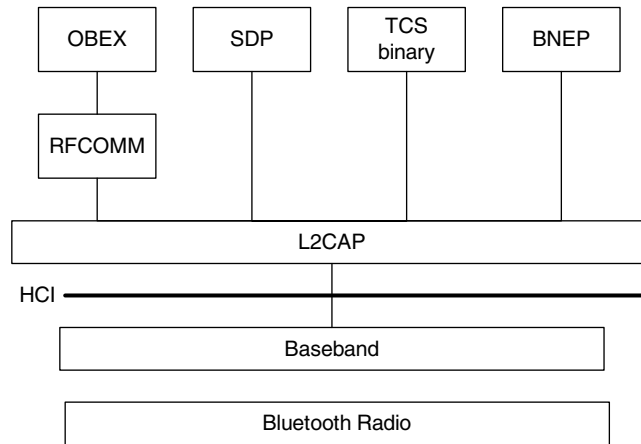 OBEX
SDP
TCS
binary
BNEP
RFCOMM
L2CAP
HCI
Baseband
Bluetooth Radio